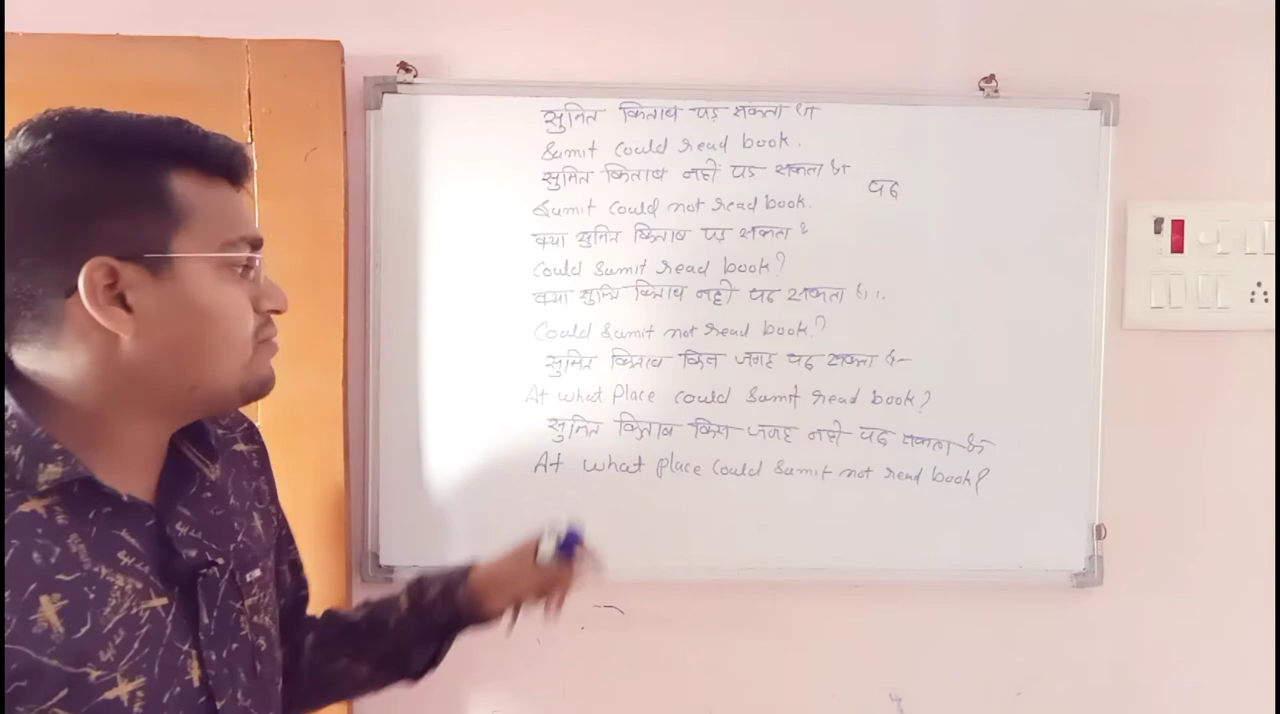 सुमित किताब पढ़ सकता था
Sumit could read book.
सुमित किताब नहीं पढ़ सकता था
पढ
Sumit could not read book.
क्या सुमित किताब पढ़ सकता
Could Sumit read book?
क्या सुमित किताब नहीं पढ सकता
Could Sumit not read book?
सुमित किताब किस जगह पढ सकता
At what place could Sumit read book?
सुमित किताब किस जगह नहीं पढ सकता
At what place could Sumit not read book?